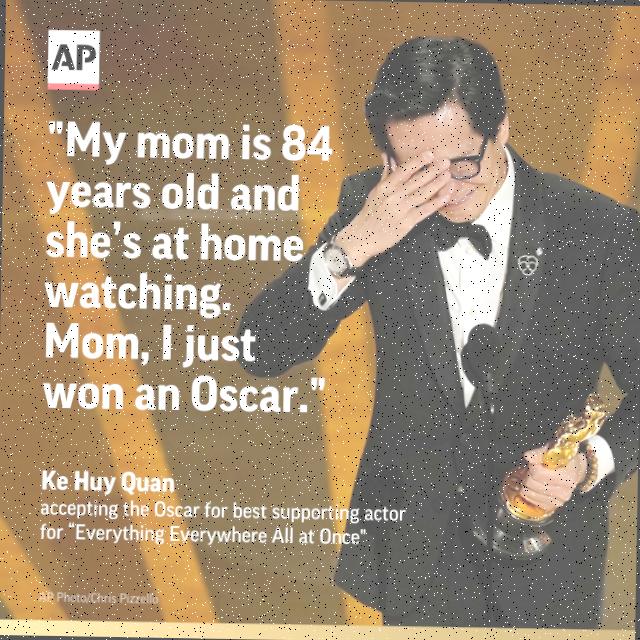 AP
"My mom is 84
years old and
she's at home
watching.
Mom, I just
won an Oscar."
Ke Huy Quan
accepting the Oscar for best supporting actor
for "Everything Everywhere All at Once"
AP Photo/Chris Pizzello